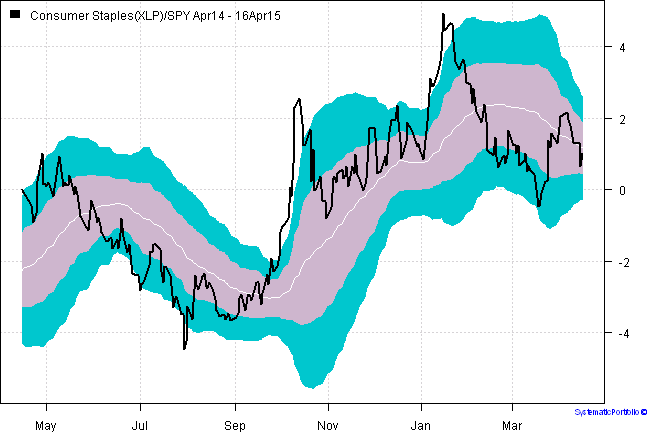 Consumer Staples(XLP)/SPY Apr14 - 16Apr15
4
2
0
-2
-4
May Jul Sep Nov Jan Mar
SystematicPortfolio ©